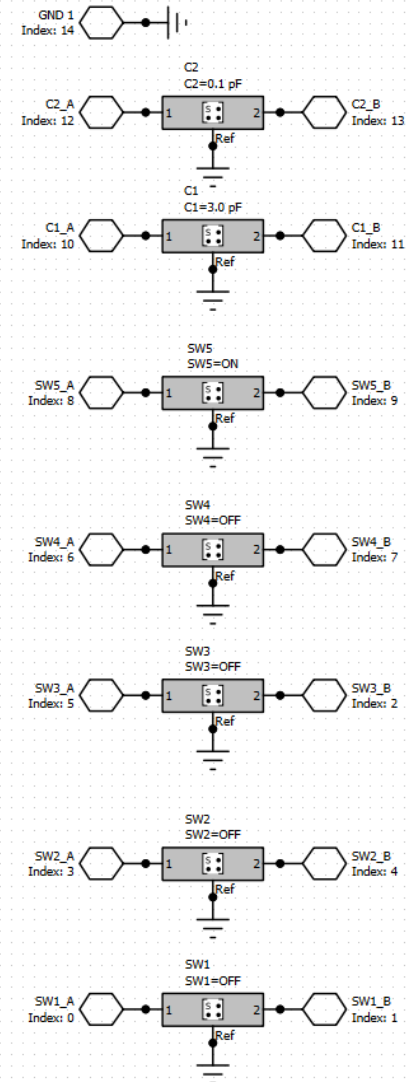 GND 1
Index: 14
C2
C2=0.1 pF
C2_A
Index: 12
1
S
2
C2_B
Index: 13
Ref
C1
C1=3.0 pF
C1_A
Index: 10
1
S
2
C1_B
Index: 11
Ref
SW5
SW5=ON
SW5_A
Index: 8
1
S
2
SW5_B
Index: 9
Ref
SW4
SW4=OFF
SW4_A
Index: 6
1
S
2
SW4_B
Index: 7
Ref
SW3
SW3=OFF
SW3_A
Index: 5
1
S
2
SW3_B
Index: 2
Ref
SW2
SW2=OFF
SW2_A
Index: 3
1
S
2
SW2_B
Index: 4
Ref
SW1
SW1=OFF
SW1_A
Index: 0
1
S
2
SW1_B
Index: 1
Ref